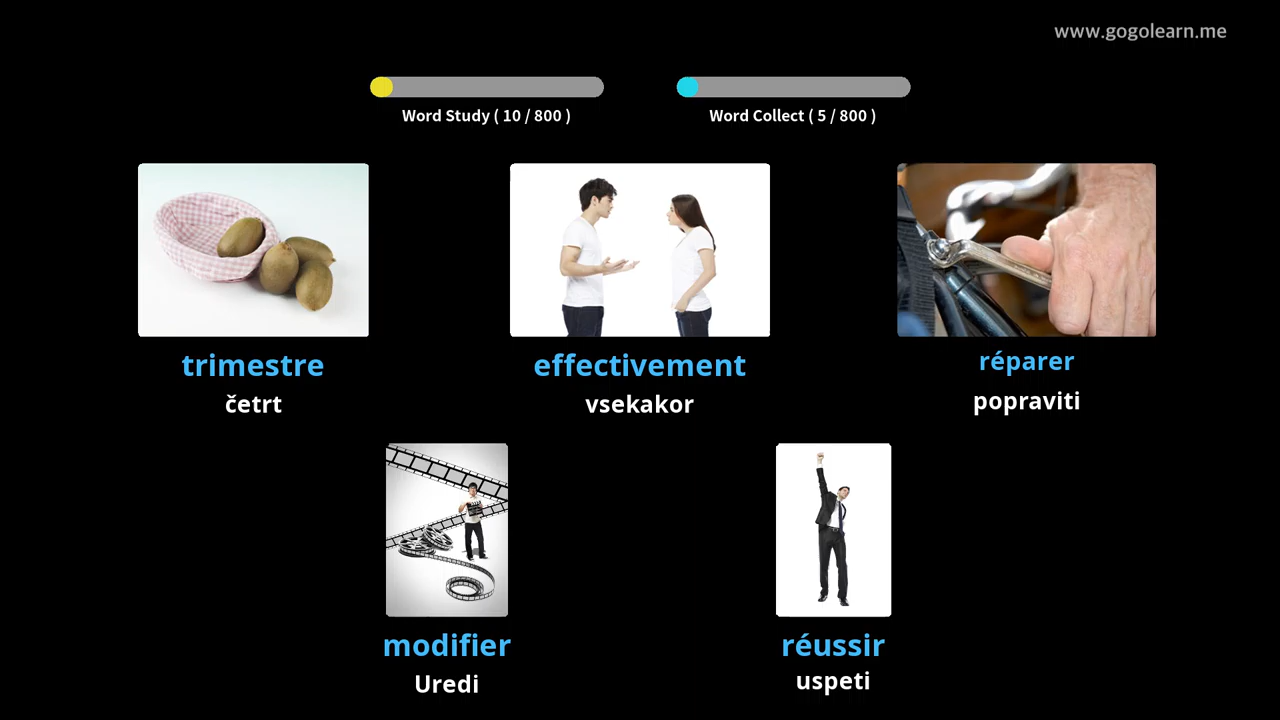 www.gogolearn.me
Word Study ( 10 / 800 )
Word Collect ( 5 / 800 )
trimestre
četrt
effectivement
vsekakor
réparer
popraviti
modifier
Uredi
réussir
uspeti